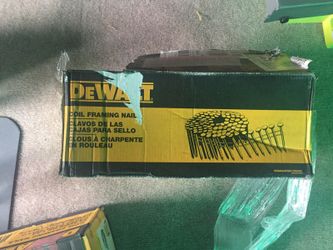 DEWALT
COIL FRAMING NAIL
CLAVOS DE LAS
CAJAS PARA SELLO
CLOUS À CHARPENTE
EN ROULEAU